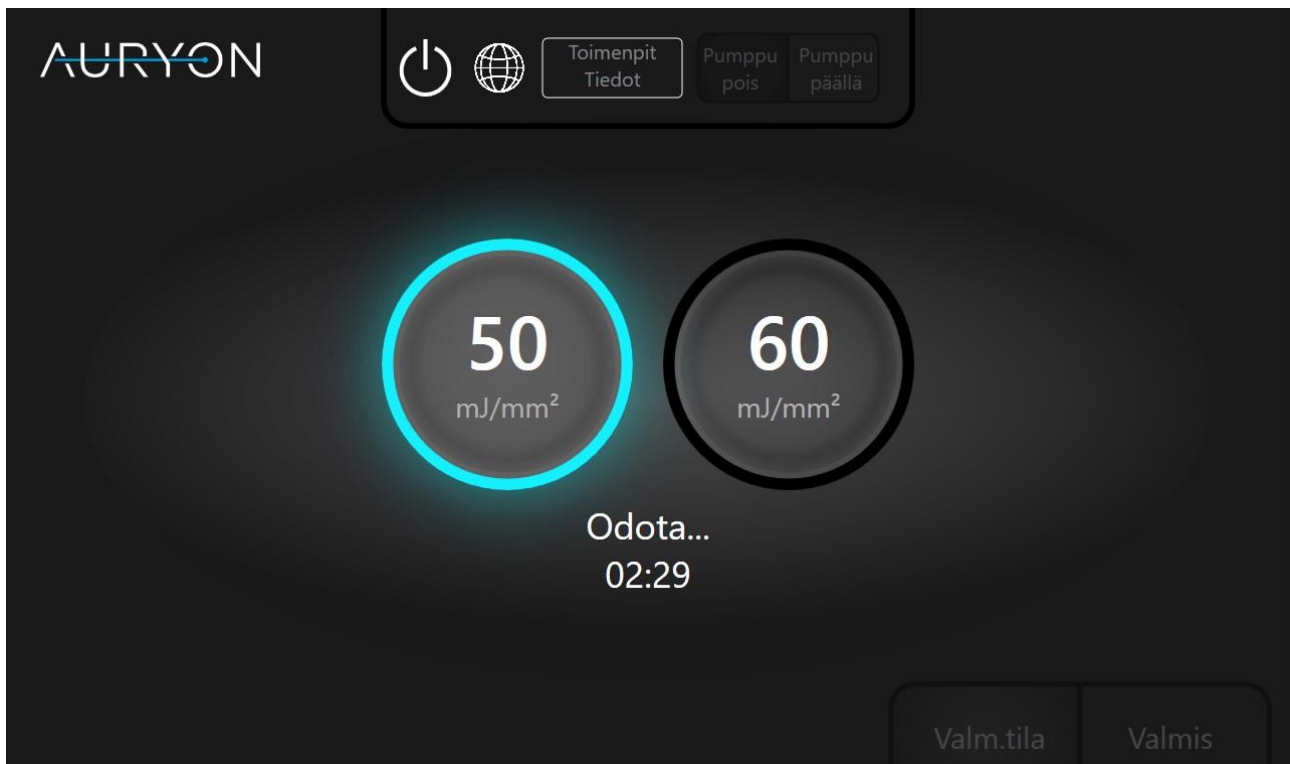 AURYON
Toimenpit
Tiedot
Pumppu
pois
Pumppu
päällä
50
mJ/mm²
60
mJ/mm²
Odota...
02:29
Valm.tila
Valmis